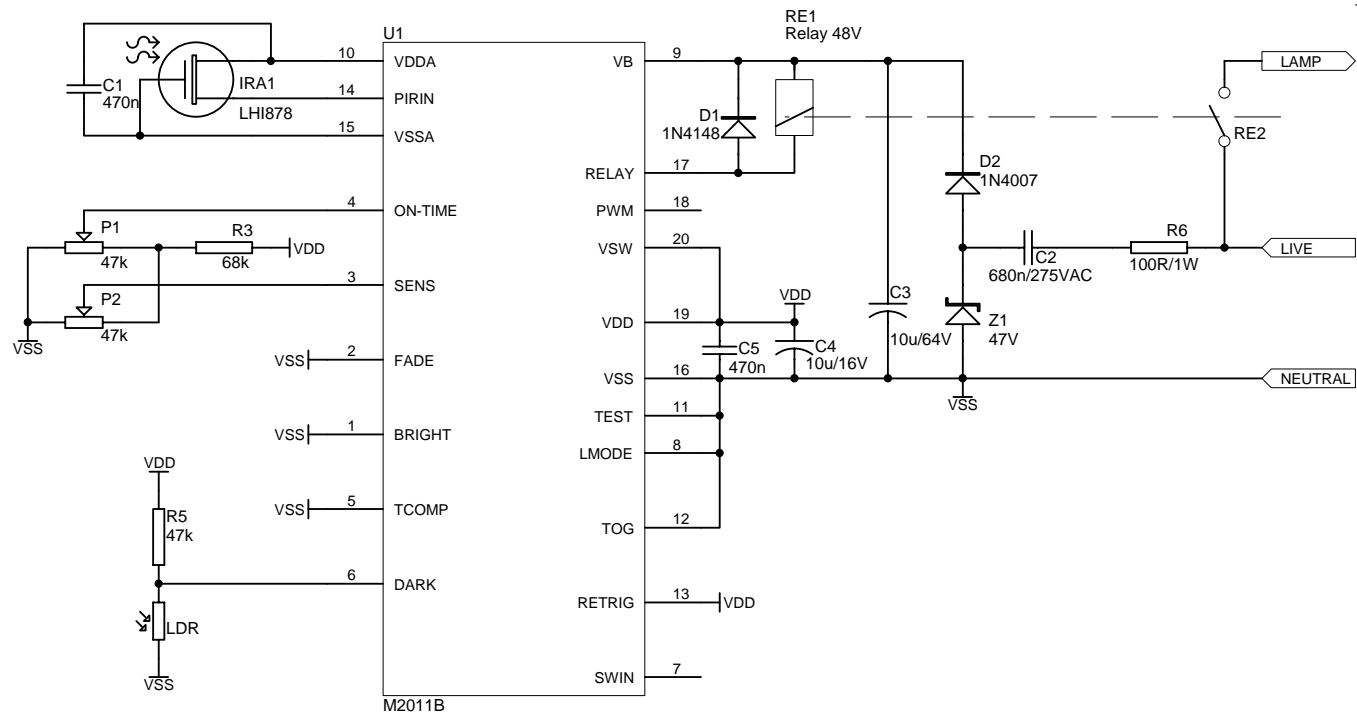 RE1
Relay 48V
U1
10 VDDA
14 PIRIN
15 VSSA
4 ON-TIME
3 SENS
2 FADE
1 BRIGHT
5 TCOMP
6 DARK
VB 9
RELAY 17
PWM 18
VSW 20
VDD 19
VSS 16
TEST 11
LMODE 8
TOG 12
RETRIG 13
SWIN 7
M2011B
C1
470n
IRA1
LHI878
P1
47k
R3
68k
VDD
P2
47k
VSS
VSS
VSS
VSS
VDD
R5
47k
LDR
VSS
D1
1N4148
D2
1N4007
LAMP
RE2
R6
100R/1W
LIVE
C2
680n/275VAC
VDD
C3
10u/64V
Z1
47V
C5
470n
C4
10u/16V
NEUTRAL
VSS
VDD